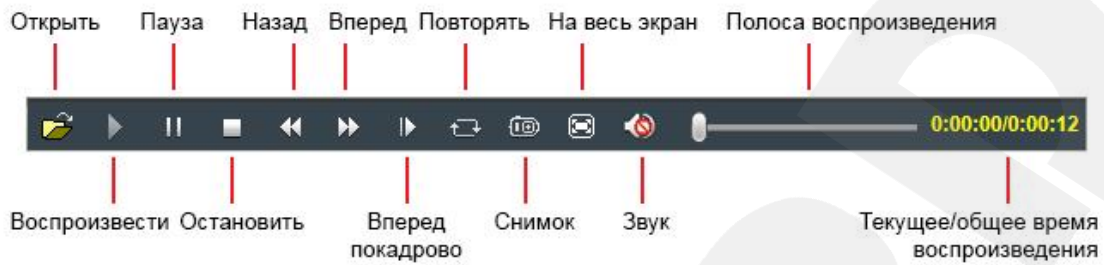 Открыть Пауза Назад Вперед Повторять На весь экран Полоса воспроизведения
0:00:00/0:00:12
Воспроизвести Остановить Вперед покадрово Снимок Звук Текущее/общее время воспроизведения